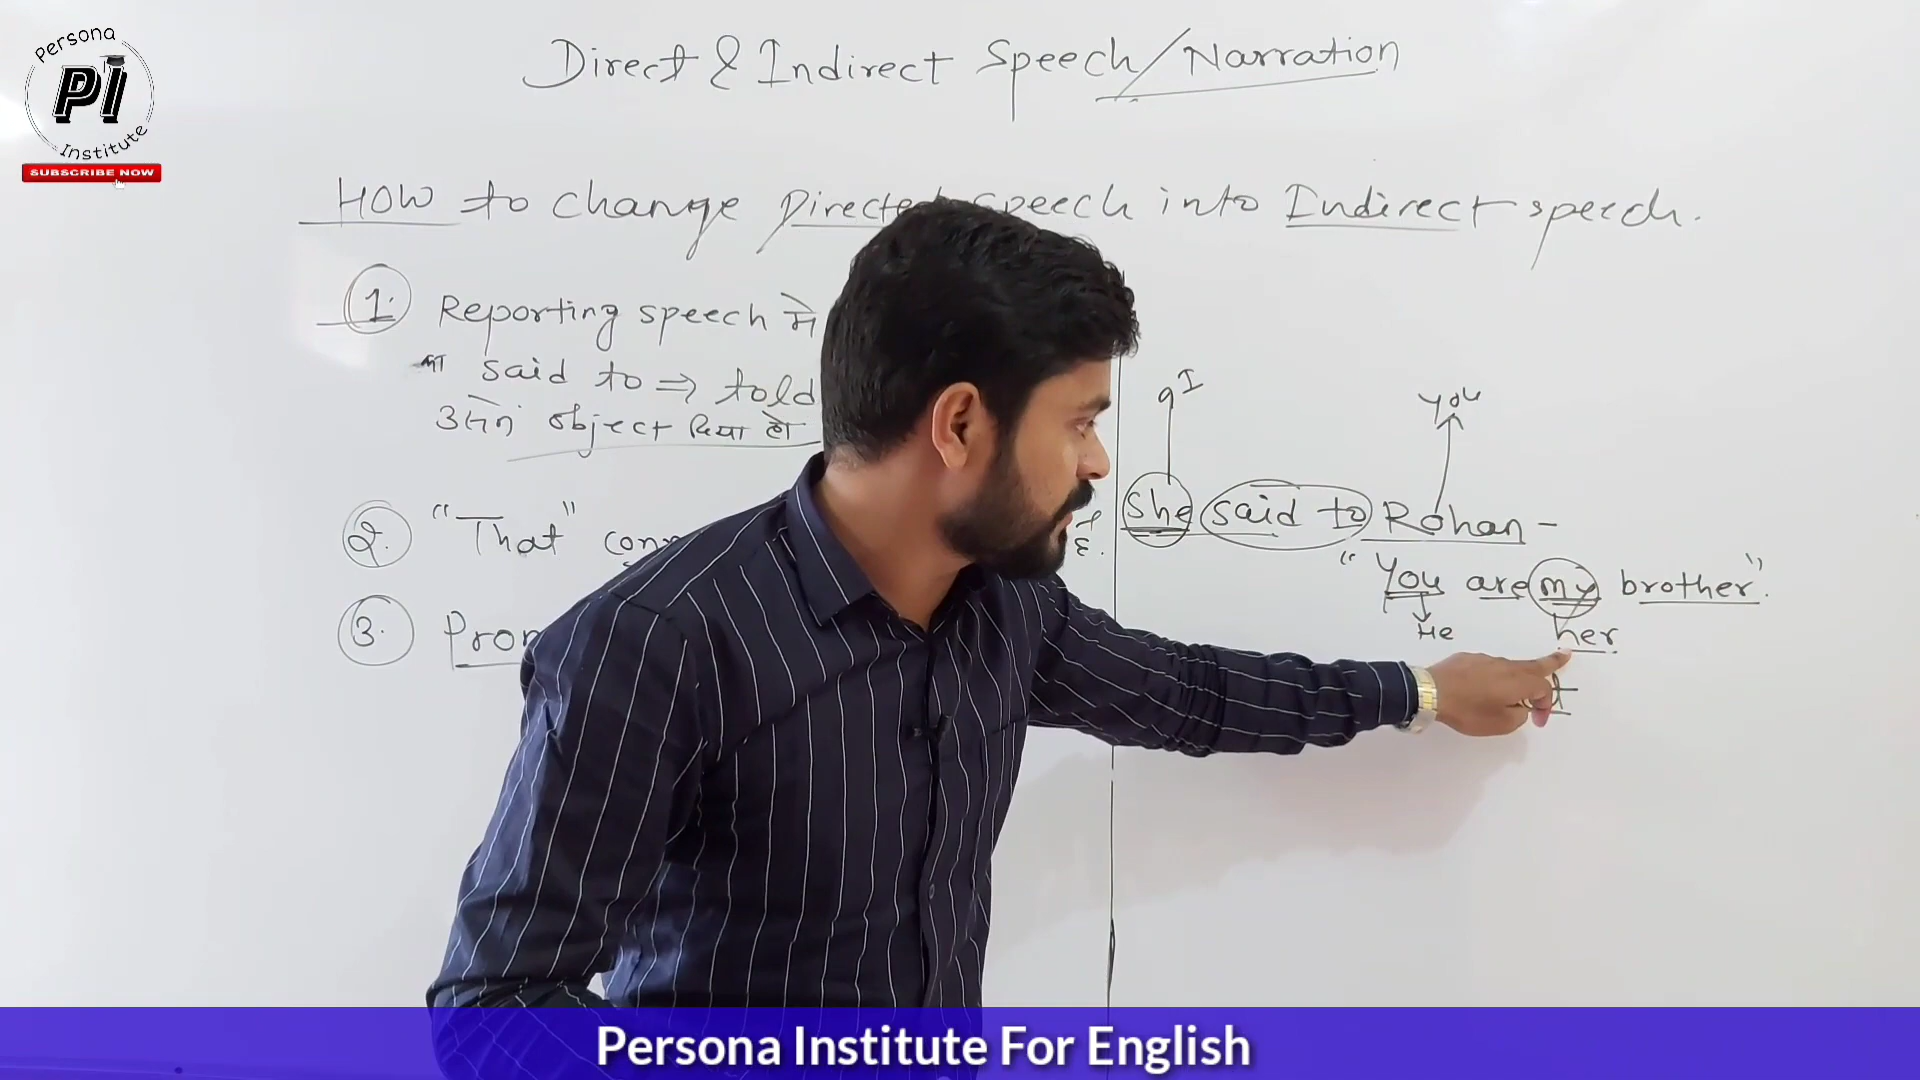 Persona
PI
Institute
SUBSCRIBE NOW
Direct & Indirect Speech/Narration
HOW to change Directed speech into Indirect speech.
1. Reporting speech मे
का said to ⇒ told
उसमें object दिया हो
2. "That"
3.
I
you
She said to Rohan -
"You are my brother".
He her
Persona Institute For English